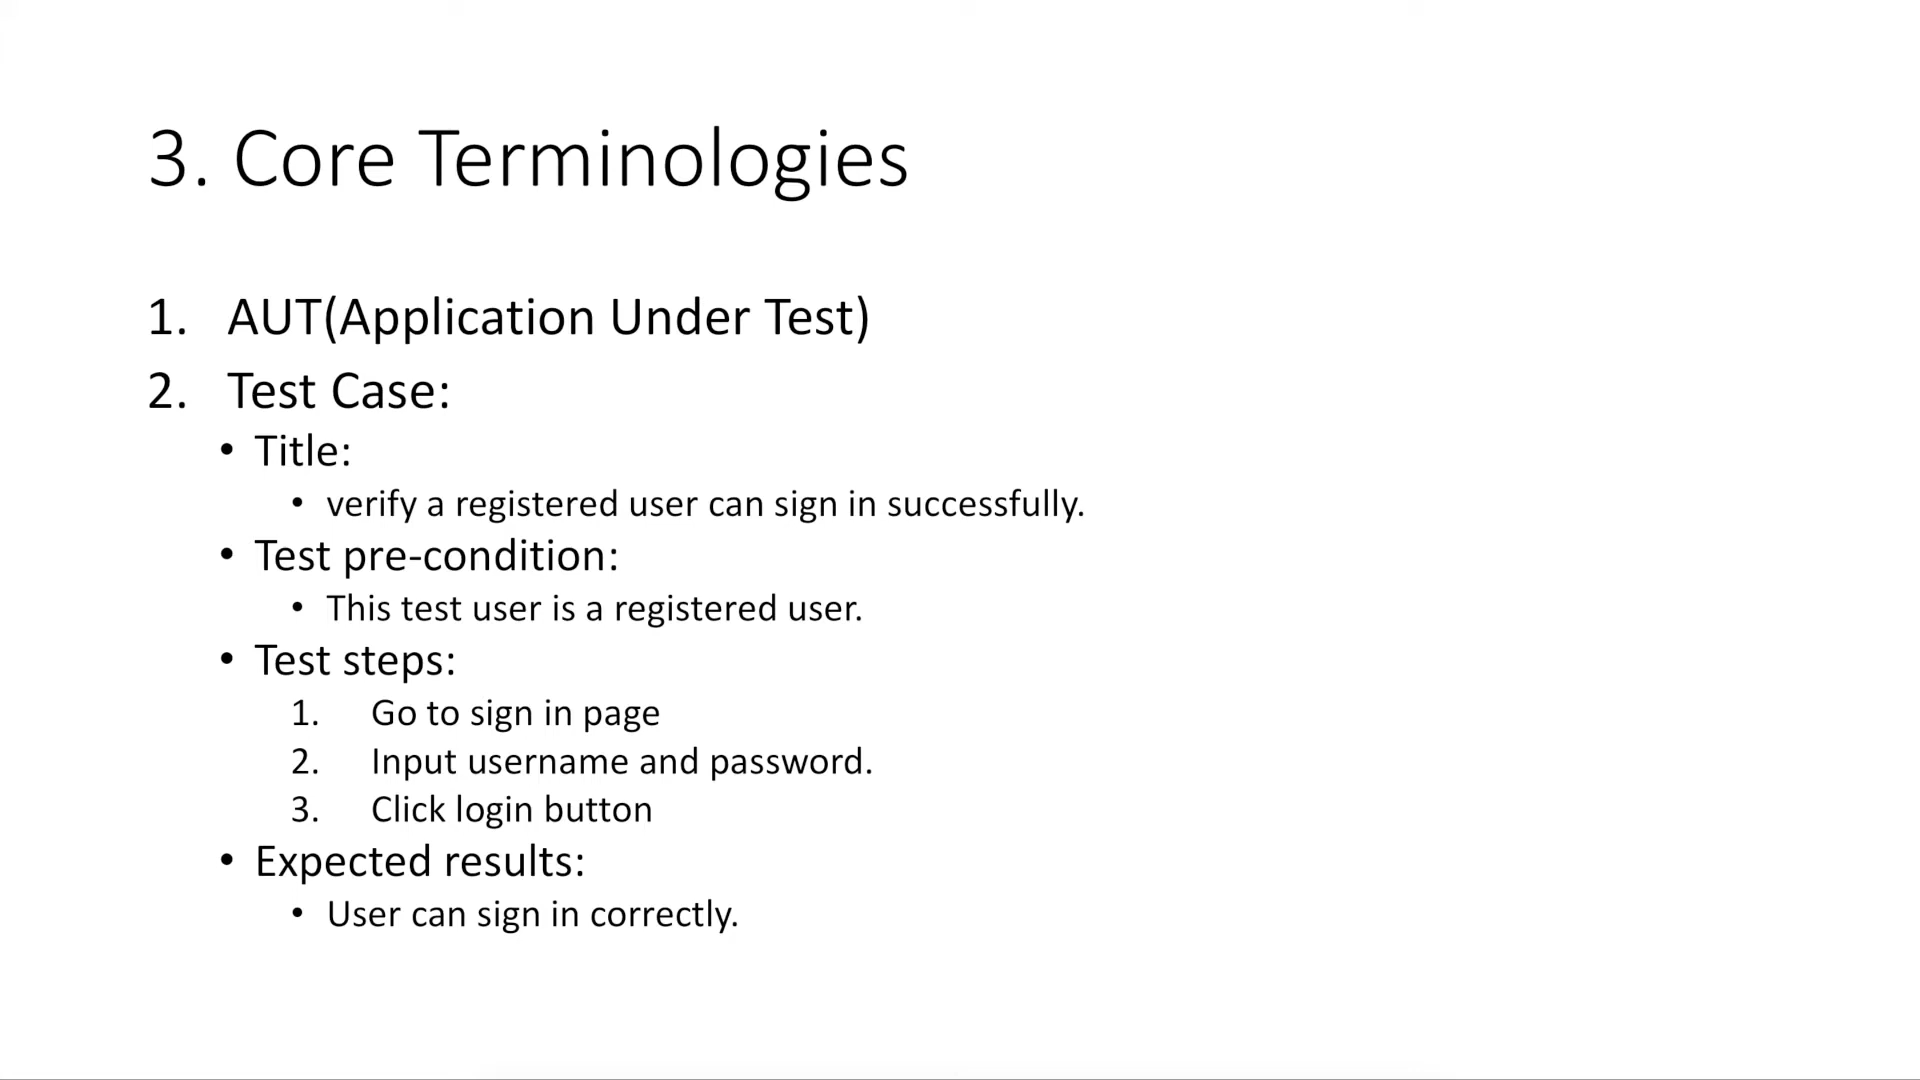 3. Core Terminologies
1. AUT(Application Under Test)
2. Test Case:
• Title:
• verify a registered user can sign in successfully.
• Test pre-condition:
• This test user is a registered user.
• Test steps:
1. Go to sign in page
2. Input username and password.
3. Click login button
• Expected results:
• User can sign in correctly.